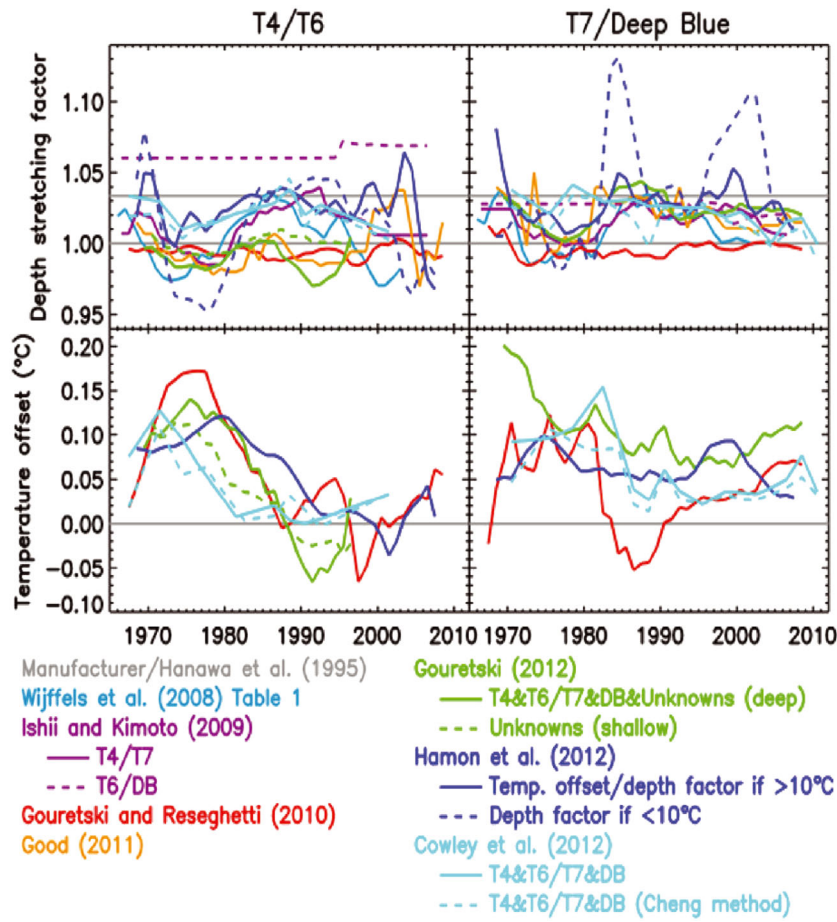 T4/T6
T7/Deep Blue
Depth stretching factor
1.10
1.05
1.00
0.95
Temperature offset (°C)
0.20
0.15
0.10
0.05
0.00
−0.05
−0.10
1970 1980 1990 2000 2010
1970 1980 1990 2000 2010
Manufacturer/Hanawa et al. (1995)
Wijffels et al. (2008) Table 1
Ishii and Kimoto (2009)
T4/T7
T6/DB
Gouretski and Reseghetti (2010)
Good (2011)
Gouretski (2012)
T4&T6/T7&DB&Unknowns (deep)
Unknowns (shallow)
Hamon et al. (2012)
Temp. offset/depth factor if >10°C
Depth factor if <10°C
Cowley et al. (2012)
T4&T6/T7&DB
T4&T6/T7&DB (Cheng method)